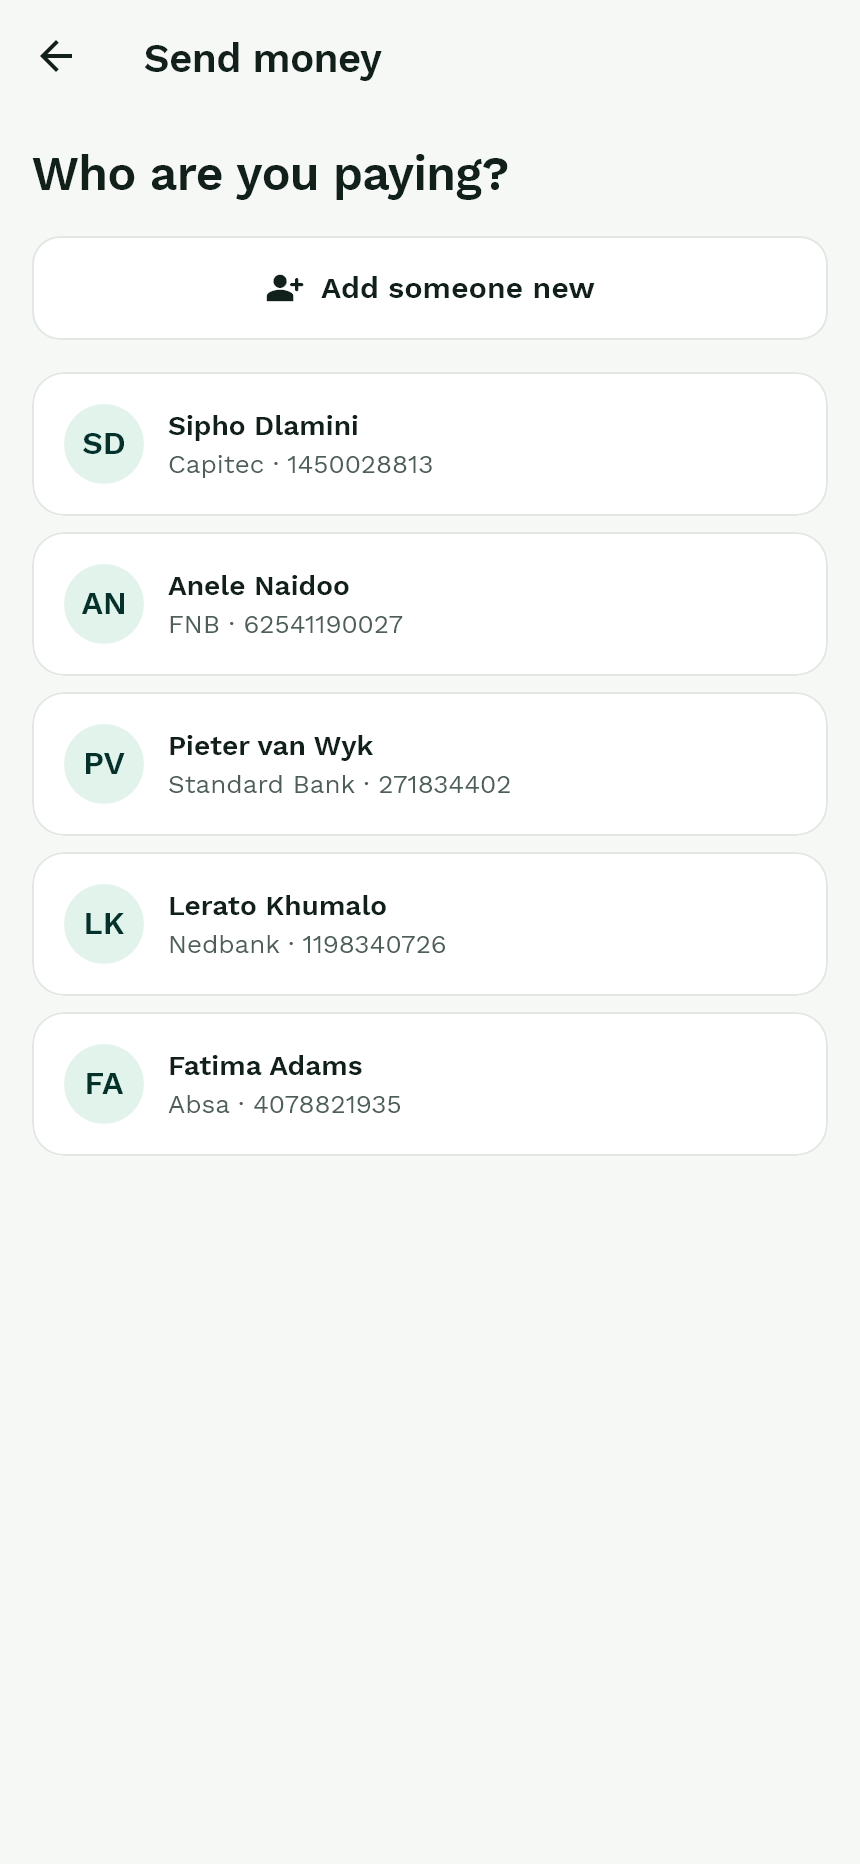 Send money
Who are you paying?
Add someone new
SD
Sipho Dlamini
Capitec · 1450028813
AN
Anele Naidoo
FNB · 62541190027
PV
Pieter van Wyk
Standard Bank · 271834402
LK
Lerato Khumalo
Nedbank · 1198340726
FA
Fatima Adams
Absa · 4078821935